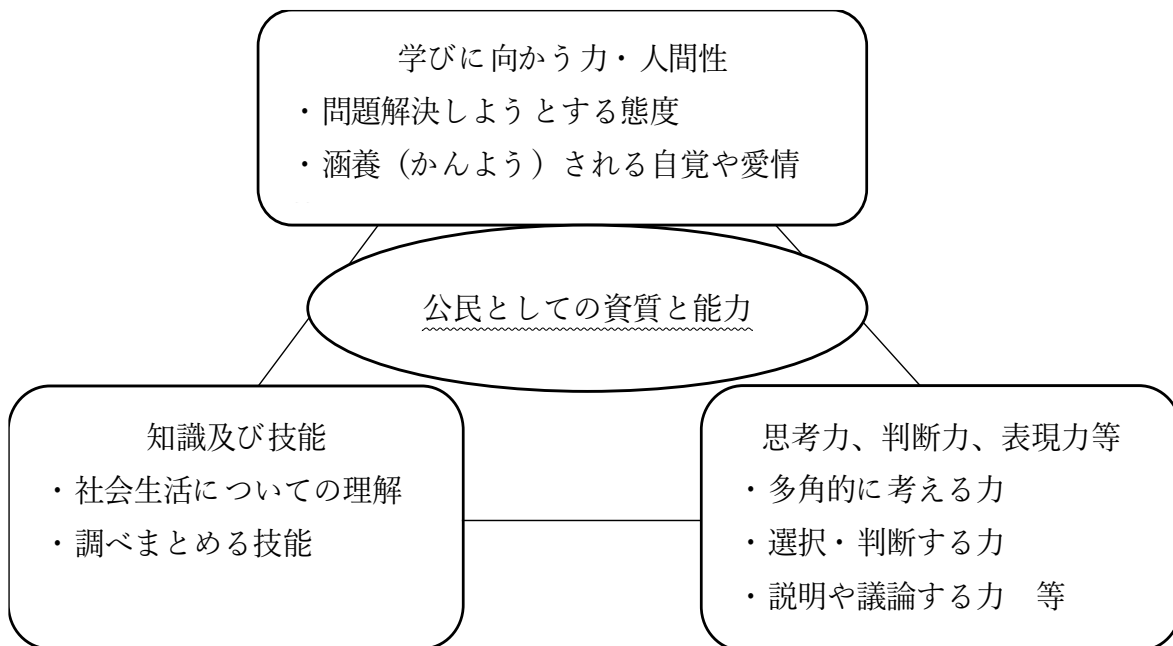 学びに向かう力・人間性
・問題解決しようとする態度
・涵養（かんよう）される自覚や愛情
公民としての資質と能力
知識及び技能
・社会生活についての理解
・調べまとめる技能
思考力、判断力、表現力等
・多角的に考える力
・選択・判断する力
・説明や議論する力　等